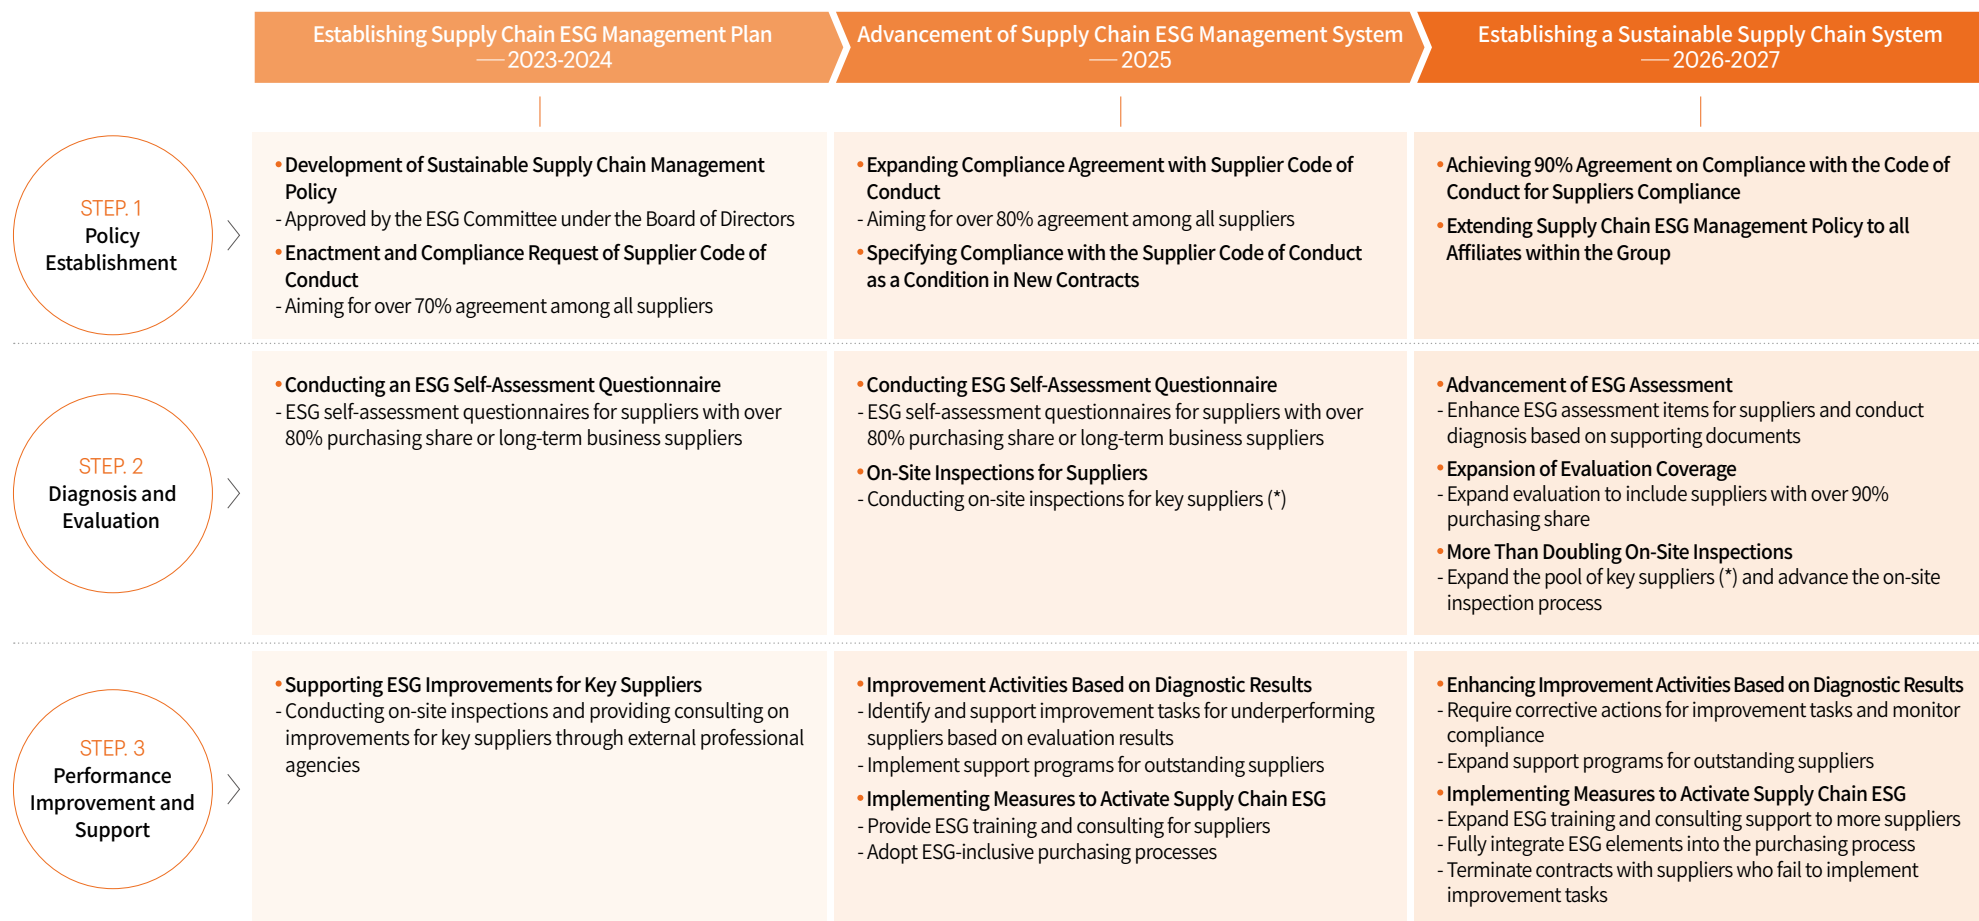 Establishing Supply Chain ESG Management Plan
2023-2024
Advancement of Supply Chain ESG Management System
2025
Establishing a Sustainable Supply Chain System
2026-2027
STEP. 1
Policy
Establishment
• Development of Sustainable Supply Chain Management
Policy
- Approved by the ESG Committee under the Board of Directors
• Enactment and Compliance Request of Supplier Code of
Conduct
- Aiming for over 70% agreement among all suppliers
• Expanding Compliance Agreement with Supplier Code of
Conduct
- Aiming for over 80% agreement among all suppliers
• Specifying Compliance with the Supplier Code of Conduct
as a Condition in New Contracts
• Achieving 90% Agreement on Compliance with the Code of
Conduct for Suppliers Compliance
• Extending Supply Chain ESG Management Policy to all
Affiliates within the Group
STEP. 2
Diagnosis and
Evaluation
• Conducting an ESG Self-Assessment Questionnaire
- ESG self-assessment questionnaires for suppliers with over
80% purchasing share or long-term business suppliers
• Conducting ESG Self-Assessment Questionnaire
- ESG self-assessment questionnaires for suppliers with over
80% purchasing share or long-term business suppliers
• On-Site Inspections for Suppliers
- Conducting on-site inspections for key suppliers (*)
• Advancement of ESG Assessment
- Enhance ESG assessment items for suppliers and conduct
diagnosis based on supporting documents
• Expansion of Evaluation Coverage
- Expand evaluation to include suppliers with over 90%
purchasing share
• More Than Doubling On-Site Inspections
- Expand the pool of key suppliers (*) and advance the on-site
inspection process
STEP. 3
Performance
Improvement and
Support
• Supporting ESG Improvements for Key Suppliers
- Conducting on-site inspections and providing consulting on
improvements for key suppliers through external professional
agencies
• Improvement Activities Based on Diagnostic Results
- Identify and support improvement tasks for underperforming
suppliers based on evaluation results
- Implement support programs for outstanding suppliers
• Implementing Measures to Activate Supply Chain ESG
- Provide ESG training and consulting for suppliers
- Adopt ESG-inclusive purchasing processes
• Enhancing Improvement Activities Based on Diagnostic Results
- Require corrective actions for improvement tasks and monitor
compliance
- Expand support programs for outstanding suppliers
• Implementing Measures to Activate Supply Chain ESG
- Expand ESG training and consulting support to more suppliers
- Fully integrate ESG elements into the purchasing process
- Terminate contracts with suppliers who fail to implement
improvement tasks